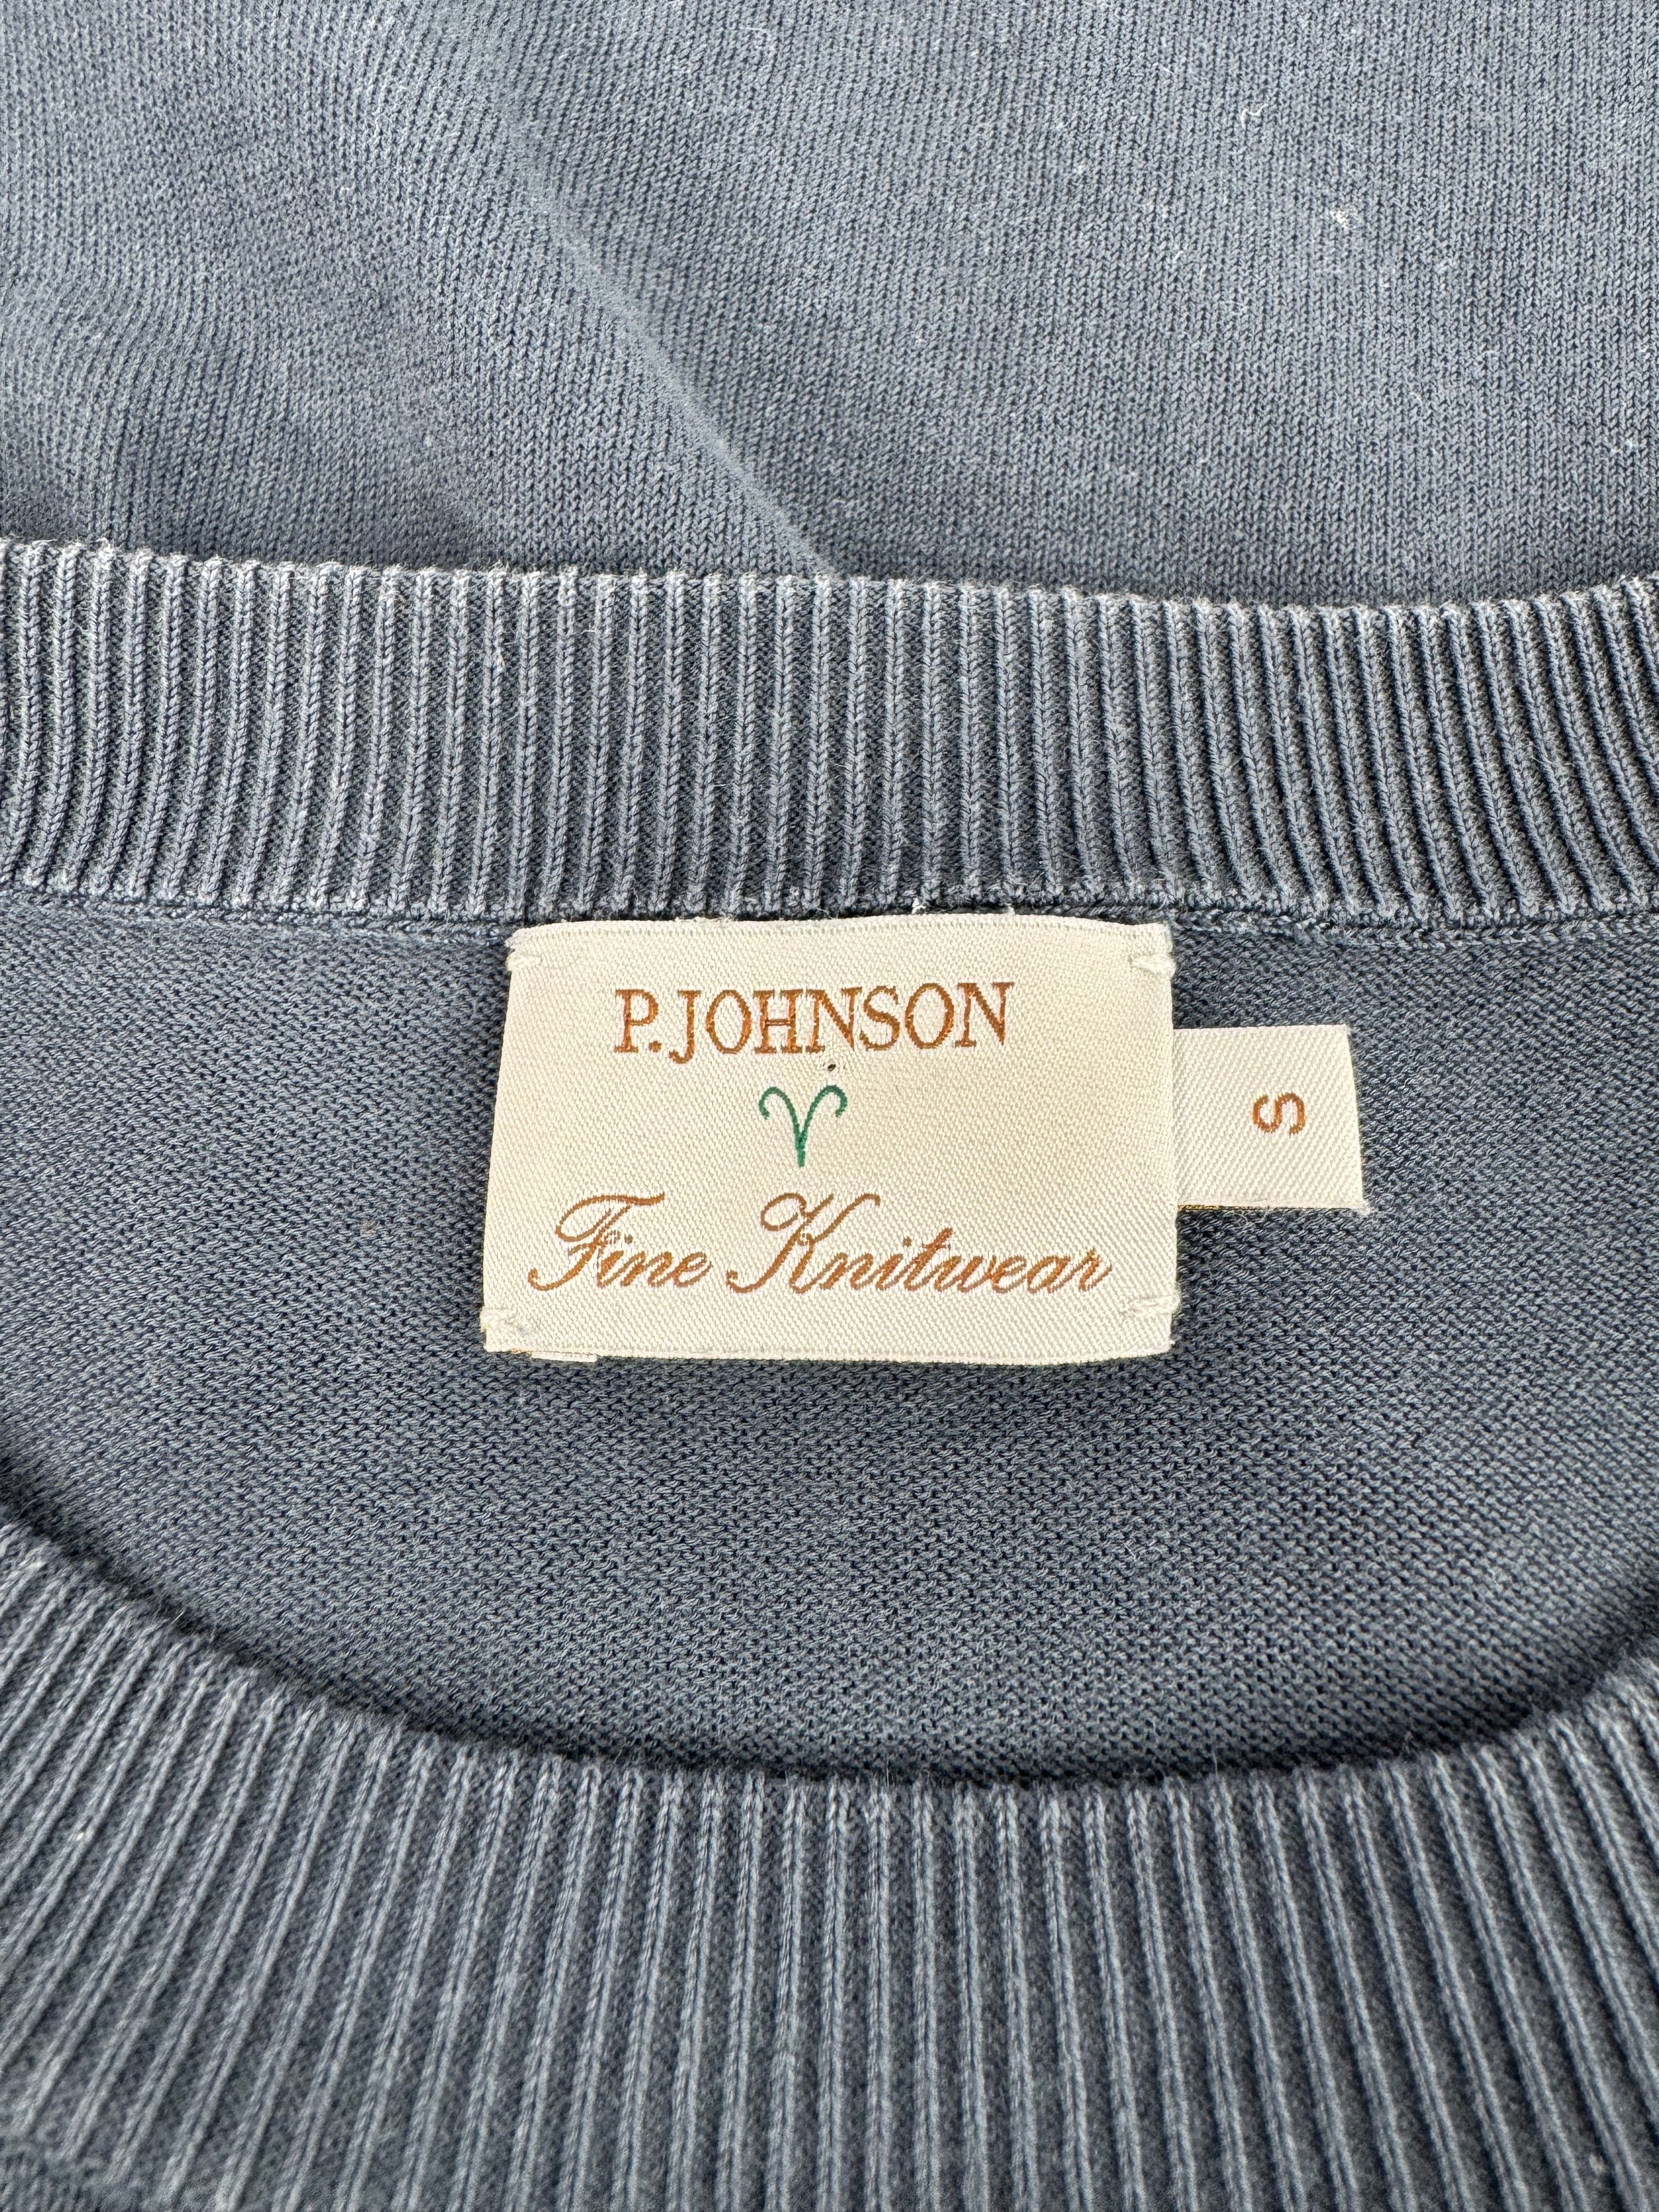 P.JOHNSON
Fine Knitwear
S